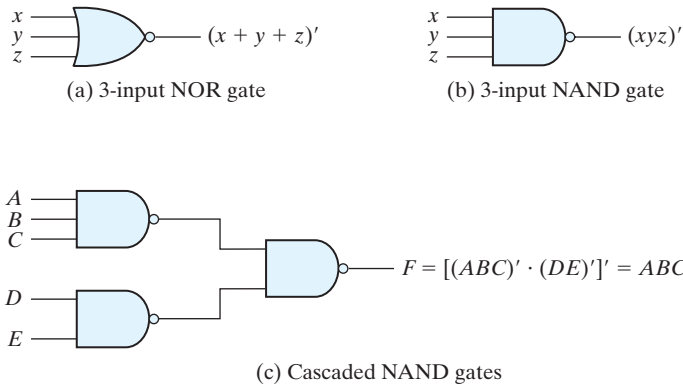 x
y
z
(x + y + z)′
(a) 3-input NOR gate
x
y
z
(xyz)′
(b) 3-input NAND gate
A
B
C
D
E
F = [(ABC)′ · (DE)′]′ = ABC
(c) Cascaded NAND gates